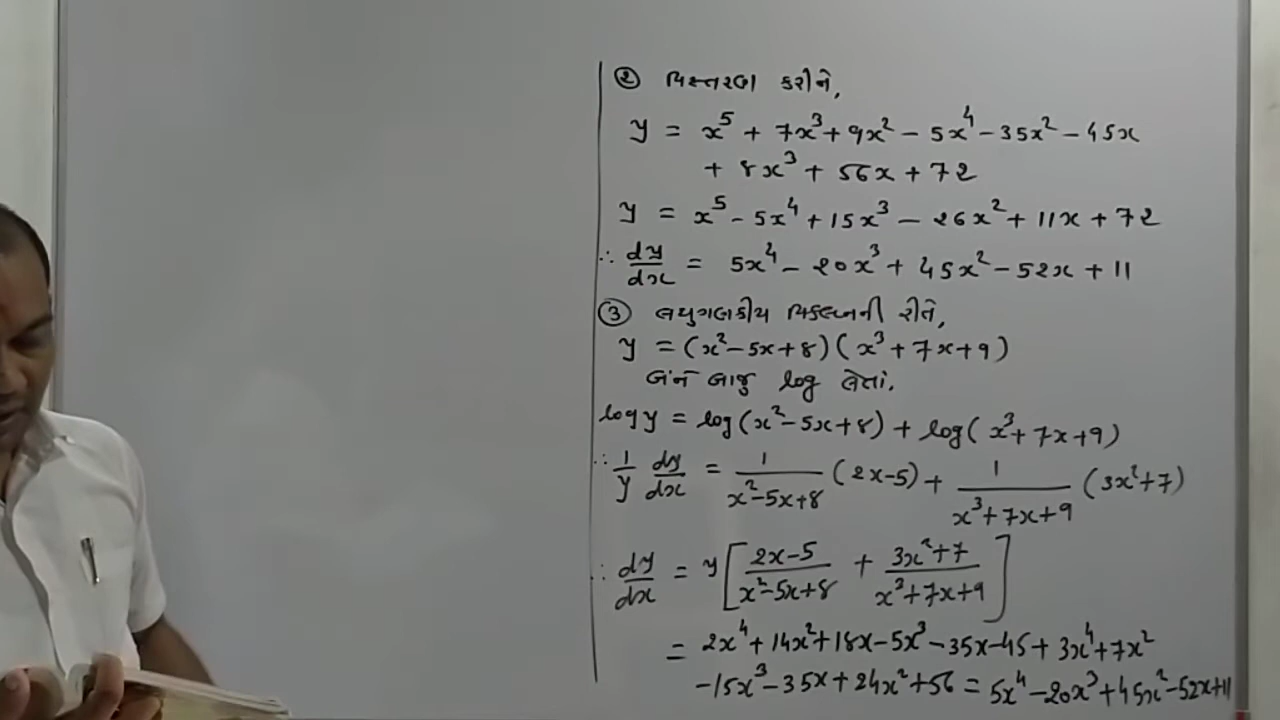 ② વિસ્તરણ કરીને,
y = x⁵ + 7x³ + 9x² - 5x⁴ - 35x² - 45x
+ 8x³ + 56x + 72
y = x⁵ - 5x⁴ + 15x³ - 26x² + 11x + 72
∴ dy/dx = 5x⁴ - 20x³ + 45x² - 52x + 11
③ લઘુગણકીય વિકલનની રીતે,
y = (x² - 5x + 8) (x³ + 7x + 9)
બંને બાજુ log લેતાં,
log y = log(x² - 5x + 8) + log(x³ + 7x + 9)
∴ 1/y dy/dx = 1/(x² - 5x + 8) (2x - 5) + 1/(x³ + 7x + 9) (3x² + 7)
∴ dy/dx = y [ (2x - 5)/(x² - 5x + 8) + (3x² + 7)/(x³ + 7x + 9) ]
= 2x⁴ + 14x² + 18x - 5x³ - 35x - 45 + 3x⁴ + 7x²
- 15x³ - 35x + 24x² + 56 = 5x⁴ - 20x³ + 45x² - 52x + 11